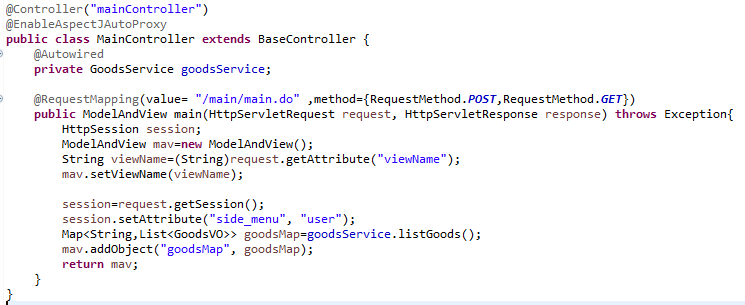 @Controller("mainController")
@EnableAspectJAutoProxy
public class MainController extends BaseController {
@Autowired
private GoodsService goodsService;
@RequestMapping(value= "/main/main.do" ,method={RequestMethod.POST,RequestMethod.GET})
public ModelAndView main(HttpServletRequest request, HttpServletResponse response) throws Exception{
HttpSession session;
ModelAndView mav=new ModelAndView();
String viewName=(String)request.getAttribute("viewName");
mav.setViewName(viewName);
session=request.getSession();
session.setAttribute("side_menu", "user");
Map<String,List<GoodsVO>> goodsMap=goodsService.listGoods();
mav.addObject("goodsMap", goodsMap);
return mav;
}
}